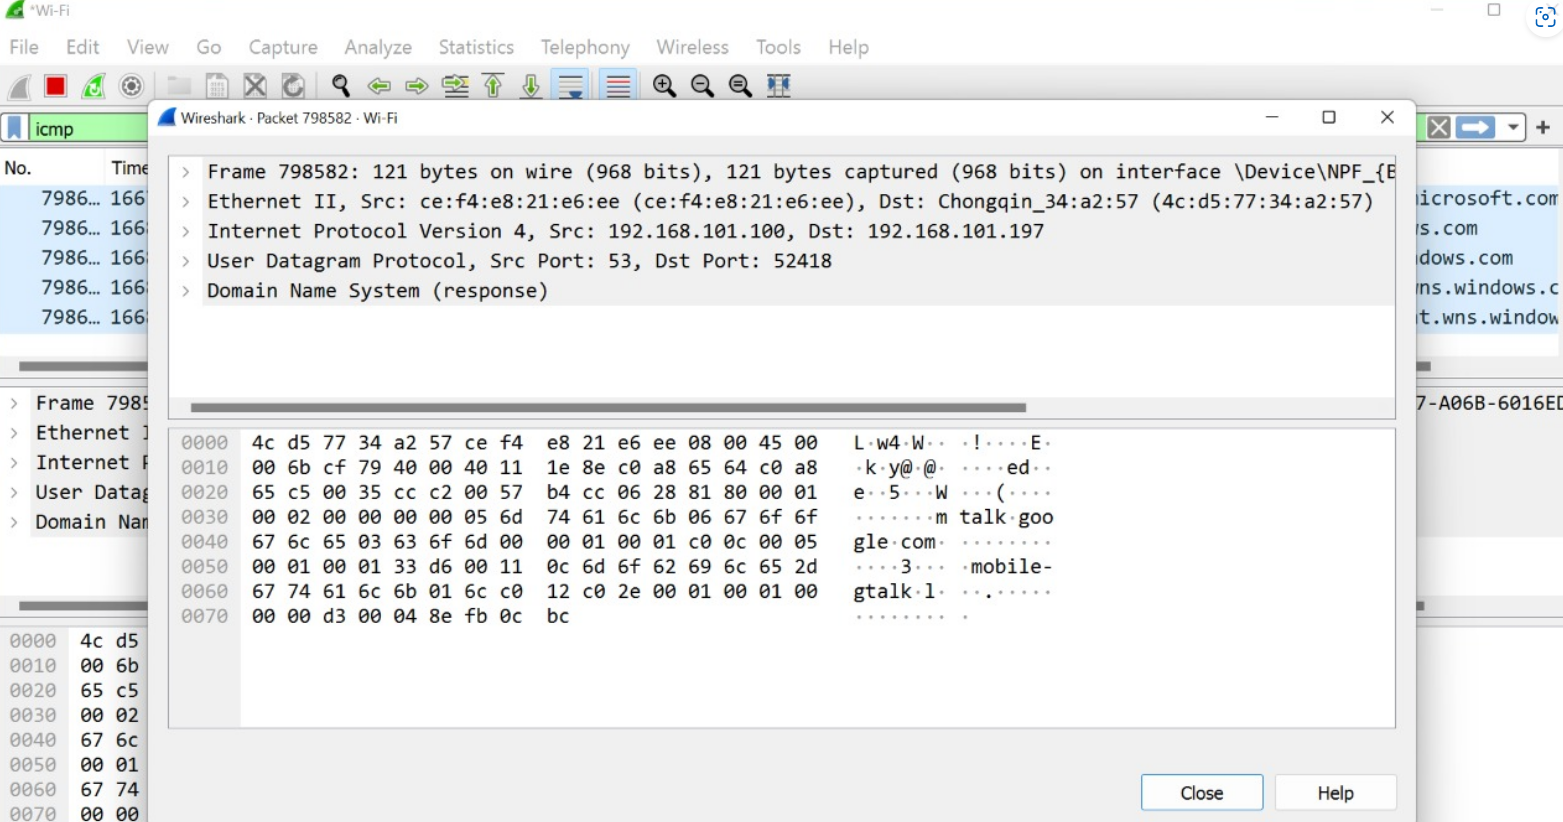 *Wi-Fi
File Edit View Go Capture Analyze Statistics Telephony Wireless Tools Help
icmp
Wireshark · Packet 798582 · Wi-Fi
No. Time
7986... 166
7986... 166
7986... 166
7986... 166
7986... 166
icrosoft.com
s.com
dows.com
ns.windows.c
t.wns.window
Frame 798582: 121 bytes on wire (968 bits), 121 bytes captured (968 bits) on interface \Device\NPF_{B
Ethernet II, Src: ce:f4:e8:21:e6:ee (ce:f4:e8:21:e6:ee), Dst: Chongqin_34:a2:57 (4c:d5:77:34:a2:57)
Internet Protocol Version 4, Src: 192.168.101.100, Dst: 192.168.101.197
User Datagram Protocol, Src Port: 53, Dst Port: 52418
Domain Name System (response)
Frame 7985
7-A06B-6016ED
Ethernet I
Internet P
User Datag
Domain Nam
0000 4c d5 77 34 a2 57 ce f4 e8 21 e6 ee 08 00 45 00 L·w4·W·· ·!····E·
0010 00 6b cf 79 40 00 40 11 1e 8e c0 a8 65 64 c0 a8 ·k·y@·@· ····ed··
0020 65 c5 00 35 cc c2 00 57 b4 cc 06 28 81 80 00 01 e··5···W ···(····
0030 00 02 00 00 00 00 05 6d 74 61 6c 6b 06 67 6f 6f ·······m talk·goo
0040 67 6c 65 03 63 6f 6d 00 00 01 00 01 c0 0c 00 05 gle·com· ········
0050 00 01 00 01 33 d6 00 11 0c 6d 6f 62 69 6c 65 2d ····3··· ·mobile-
0060 67 74 61 6c 6b 01 6c c0 12 c0 2e 00 01 00 01 00 gtalk·l· ··.·····
0070 00 00 d3 00 04 8e fb 0c bc ········ ·
0000 4c d5
0010 00 6b
0020 65 c5
0030 00 02
0040 67 6c
0050 00 01
0060 67 74
0070 00 00
Close
Help